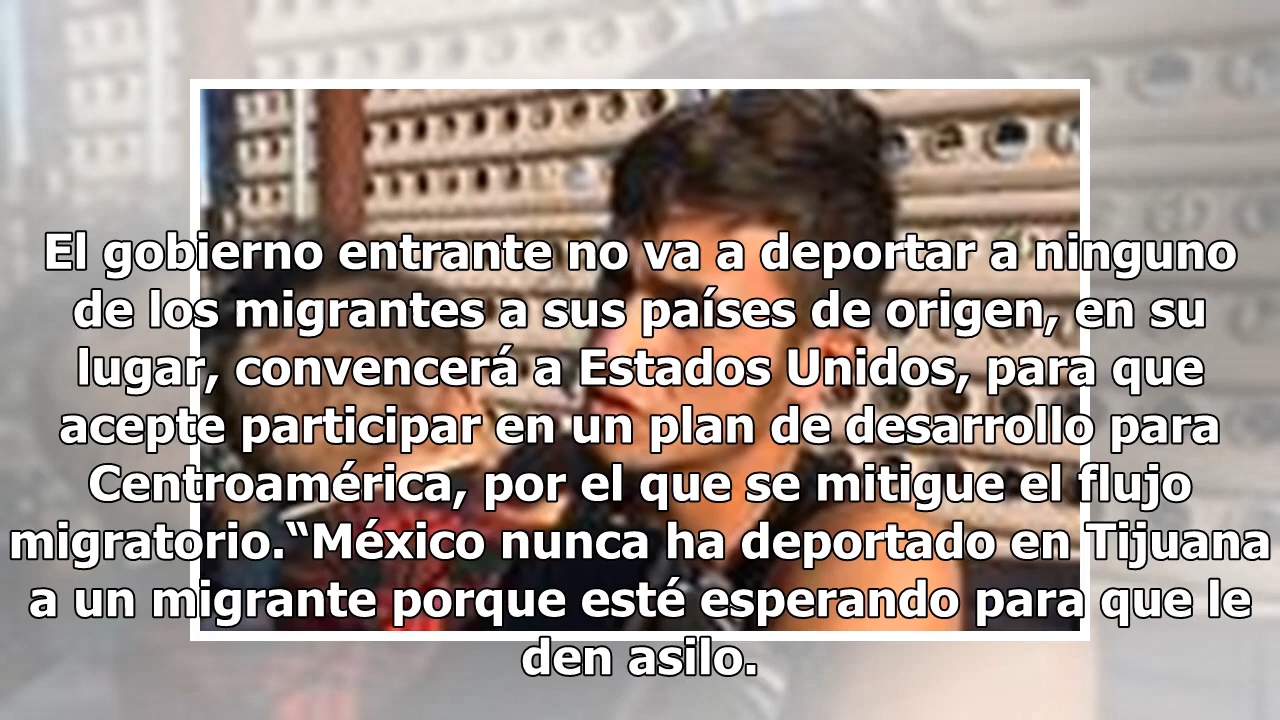 El gobierno entrante no va a deportar a ninguno
de los migrantes a sus países de origen, en su
lugar, convencerá a Estados Unidos, para que
acepte participar en un plan de desarrollo para
Centroamérica, por el que se mitigue el flujo
migratorio.“México nunca ha deportado en Tijuana
a un migrante porque esté esperando para que le
den asilo.